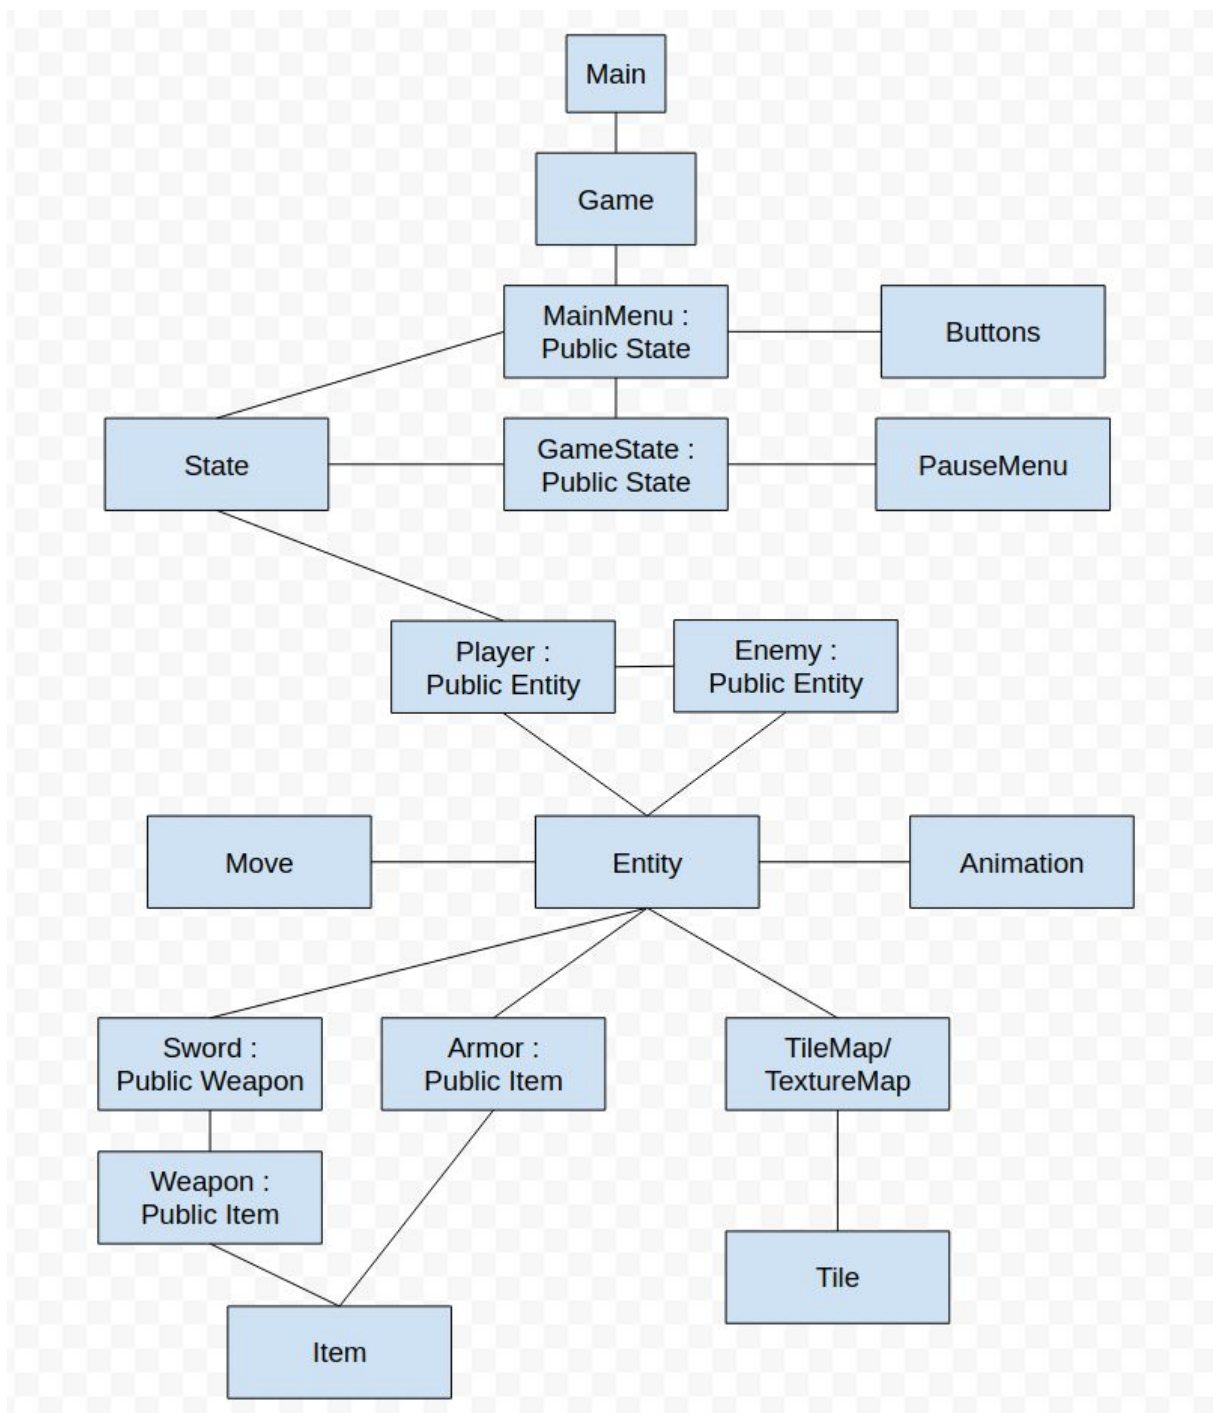 Main
Game
MainMenu :
Public State
Buttons
State
GameState :
Public State
PauseMenu
Player :
Public Entity
Enemy :
Public Entity
Move
Entity
Animation
Sword :
Public Weapon
Armor :
Public Item
TileMap/
TextureMap
Weapon :
Public Item
Tile
Item